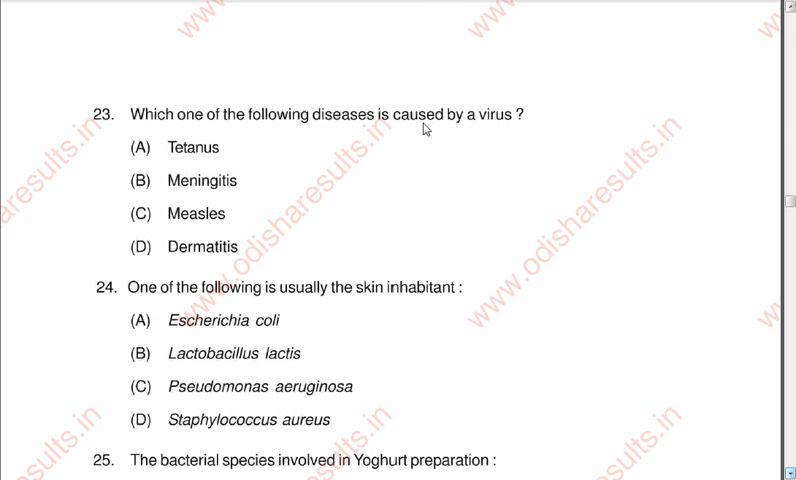 23. Which one of the following diseases is caused by a virus ?
(A) Tetanus
(B) Meningitis
(C) Measles
(D) Dermatitis
24. One of the following is usually the skin inhabitant :
(A) Escherichia coli
(B) Lactobacillus lactis
(C) Pseudomonas aeruginosa
(D) Staphylococcus aureus
25. The bacterial species involved in Yoghurt preparation :
www.odisharesults.in
www.odisharesults.in